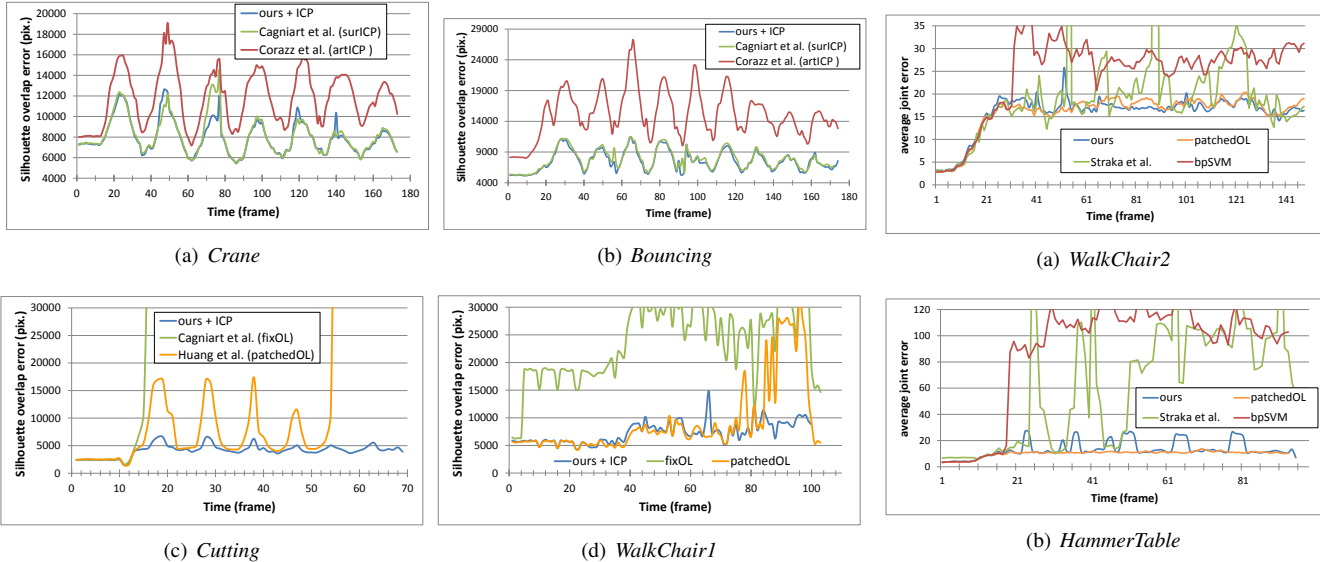 Silhouette overlap error (pix.)
20000
18000
16000
14000
12000
10000
8000
6000
4000
ours + ICP
Cagniart et al. (surICP)
Corazz et al. (artICP )
0 20 40 60 80 100 120 140 160 180
Time (frame)
(a) Crane
Silhouette overlap error (pix.)
29000
24000
19000
14000
9000
4000
ours + ICP
Cagniart et al. (surICP)
Corazz et al. (artICP )
0 20 40 60 80 100 120 140 160 180
Time (frame)
(b) Bouncing
average joint error
35
30
25
20
15
10
5
0
ours patchedOL
Straka et al. bpSVM
1 21 41 61 81 101 121 141
Time (frame)
(a) WalkChair2
Silhouette overlap error (pix.)
30000
25000
20000
15000
10000
5000
0
ours + ICP
Cagniart et al. (fixOL)
Huang et al. (patchedOL)
0 10 20 30 40 50 60 70
Time (frame)
(c) Cutting
Silhouette overlap error (pix.)
30000
25000
20000
15000
10000
5000
0
ours + ICP fixOL patchedOL
0 20 40 60 80 100
Time (frame)
(d) WalkChair1
average joint error
120
100
80
60
40
20
0
ours patchedOL
Straka et al. bpSVM
1 21 41 61 81
Time (frame)
(b) HammerTable